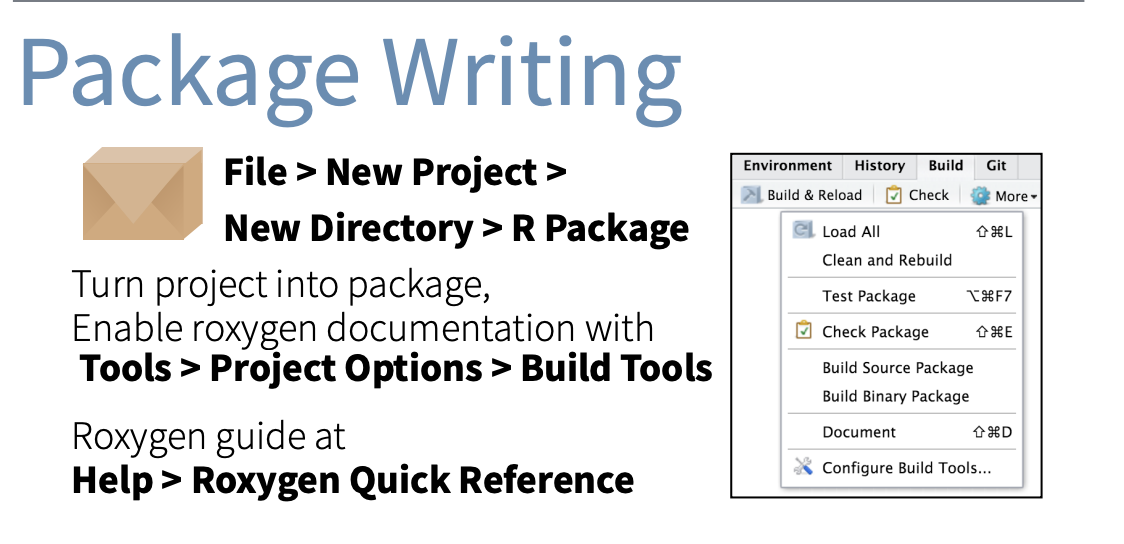 Package Writing
File > New Project >
New Directory > R Package
Turn project into package,
Enable roxygen documentation with
Tools > Project Options > Build Tools
Roxygen guide at
Help > Roxygen Quick Reference
Environment History Build Git
Build & Reload Check More
Load All ⇧⌘L
Clean and Rebuild
Test Package ⌥⌘F7
Check Package ⇧⌘E
Build Source Package
Build Binary Package
Document ⇧⌘D
Configure Build Tools...